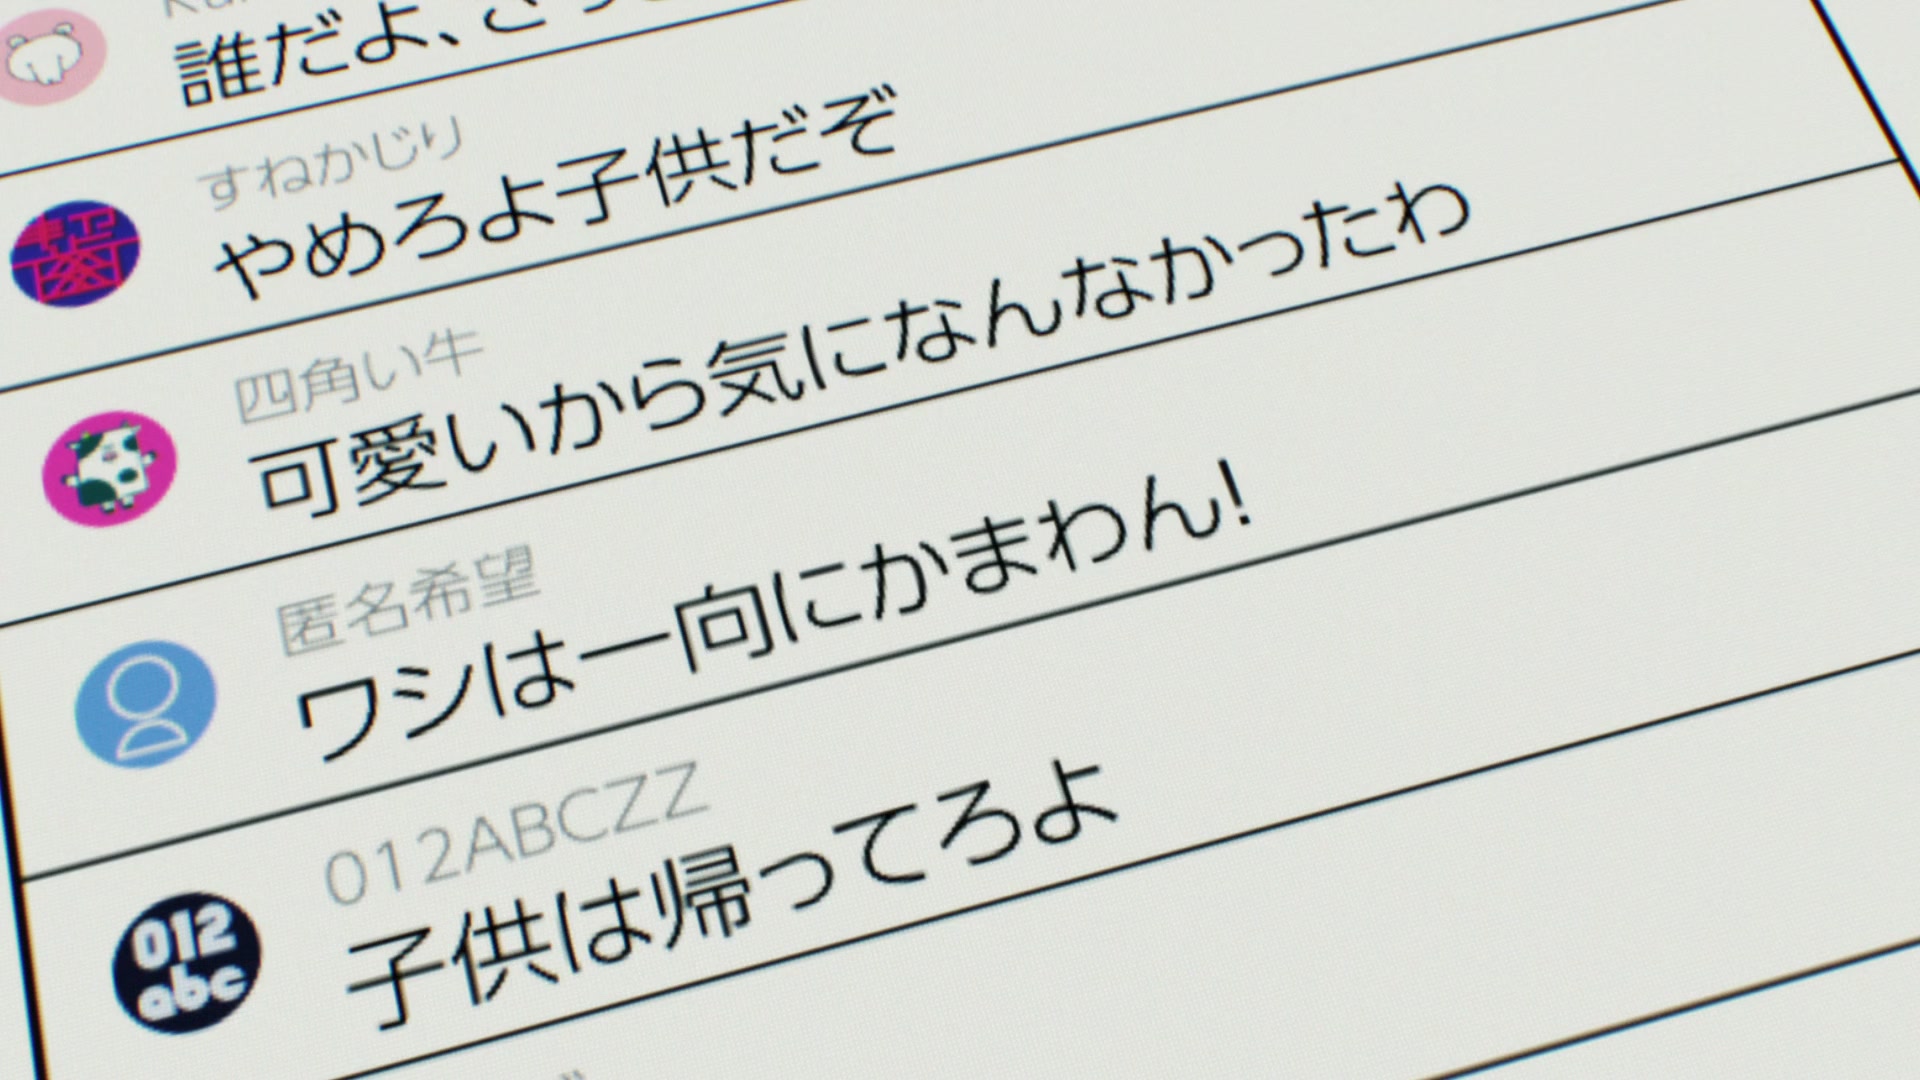 誰だよ、
すねかじり
やめろよ子供だぞ
齧
四角い牛
可愛いから気になんなかったわ
匿名希望
ワシは一向にかまわん!
012ABCZZ
子供は帰ってろよ
012
abc